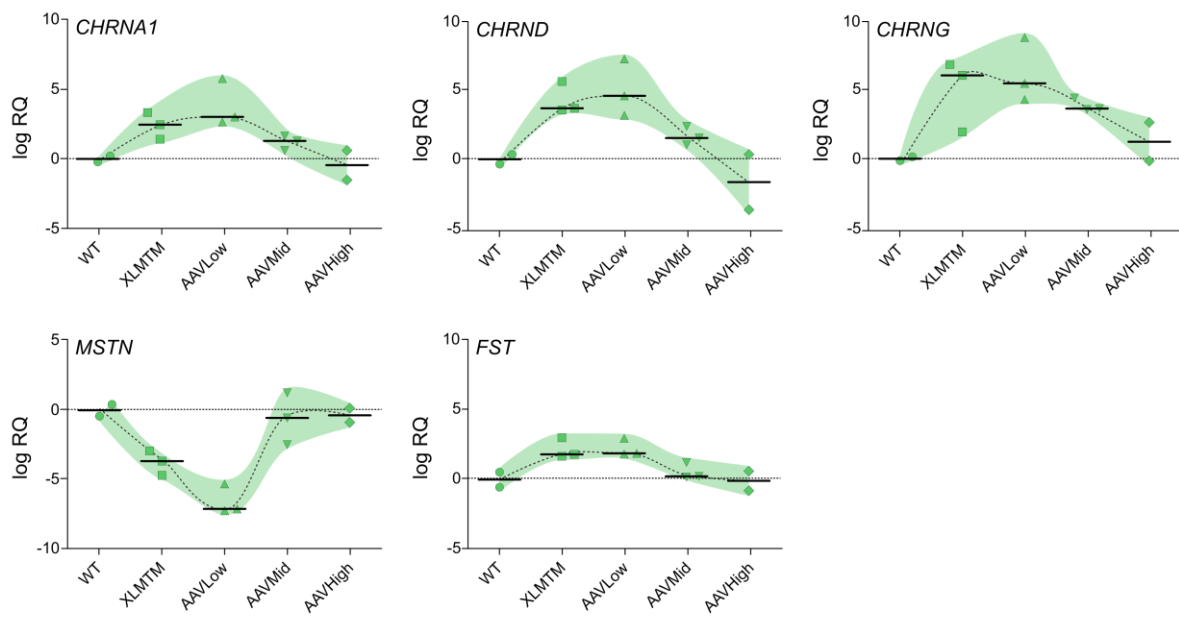 CHRNA1
log RQ
10
5
0
-5
WT
XLMTM
AAVLow
AAVMid
AAVHigh
CHRND
log RQ
10
5
0
-5
WT
XLMTM
AAVLow
AAVMid
AAVHigh
CHRNG
log RQ
10
5
0
-5
WT
XLMTM
AAVLow
AAVMid
AAVHigh
MSTN
log RQ
5
0
-5
-10
WT
XLMTM
AAVLow
AAVMid
AAVHigh
FST
log RQ
10
5
0
-5
WT
XLMTM
AAVLow
AAVMid
AAVHigh